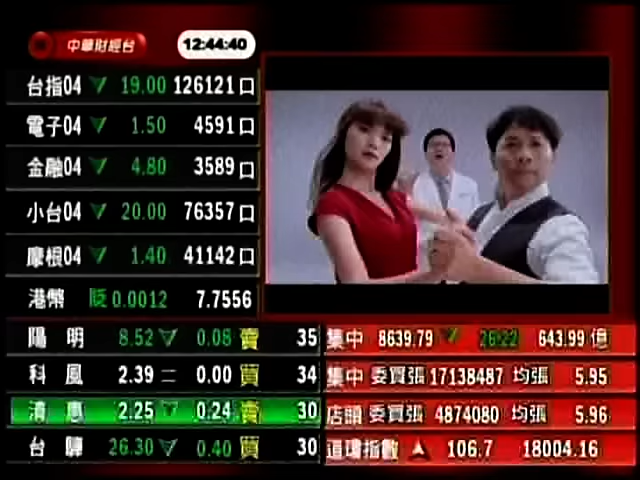 中華財經台 12:44:40
台指04 ▼ 19.00 126121口
電子04 ▼ 1.50 4591口
金融04 ▼ 4.80 3589口
小台04 ▼ 20.00 76357口
摩根04 ▼ 1.40 41142口
港幣 貶 0.0012 7.7556
陽明 8.52 ▼ 0.08 賣 35
科風 2.39 二 0.00 買 34
清惠 2.25 ▼ 0.24 賣 30
台驊 26.30 ▼ 0.40 買 30
集中 8639.79 ▼ 26.22 643.99 億
集中 委買張 17138487 均張 5.95
店頭 委買張 4874080 均張 5.96
道瓊指數 ▲ 106.7 18004.16